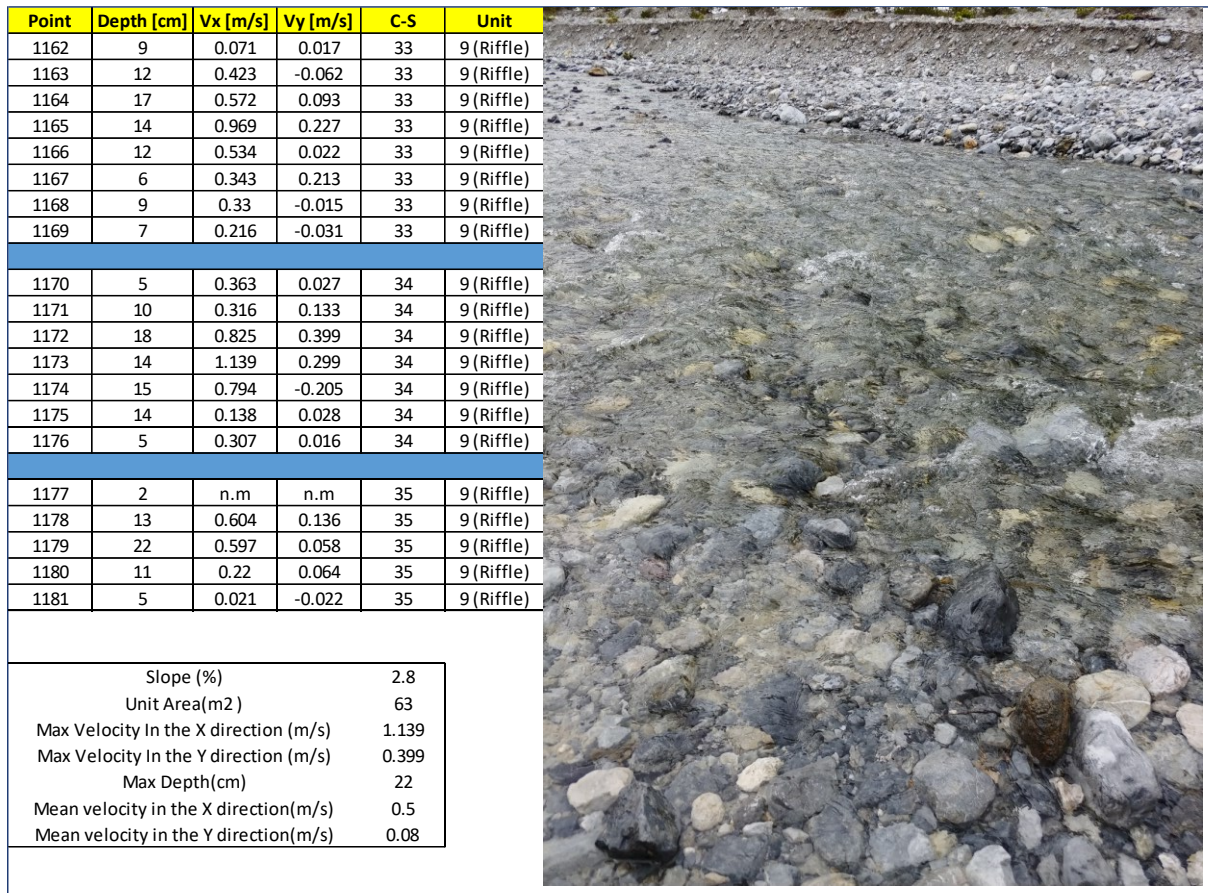 Point Depth [cm] Vx [m/s] Vy [m/s] C-S Unit
1162 9 0.071 0.017 33 9 (Riffle)
1163 12 0.423 -0.062 33 9 (Riffle)
1164 17 0.572 0.093 33 9 (Riffle)
1165 14 0.969 0.227 33 9 (Riffle)
1166 12 0.534 0.022 33 9 (Riffle)
1167 6 0.343 0.213 33 9 (Riffle)
1168 9 0.33 -0.015 33 9 (Riffle)
1169 7 0.216 -0.031 33 9 (Riffle)
1170 5 0.363 0.027 34 9 (Riffle)
1171 10 0.316 0.133 34 9 (Riffle)
1172 18 0.825 0.399 34 9 (Riffle)
1173 14 1.139 0.299 34 9 (Riffle)
1174 15 0.794 -0.205 34 9 (Riffle)
1175 14 0.138 0.028 34 9 (Riffle)
1176 5 0.307 0.016 34 9 (Riffle)
1177 2 n.m n.m 35 9 (Riffle)
1178 13 0.604 0.136 35 9 (Riffle)
1179 22 0.597 0.058 35 9 (Riffle)
1180 11 0.22 0.064 35 9 (Riffle)
1181 5 0.021 -0.022 35 9 (Riffle)
Slope (%) 2.8
Unit Area(m2 ) 63
Max Velocity In the X direction (m/s) 1.139
Max Velocity In the Y direction (m/s) 0.399
Max Depth(cm) 22
Mean velocity in the X direction(m/s) 0.5
Mean velocity in the Y direction(m/s) 0.08